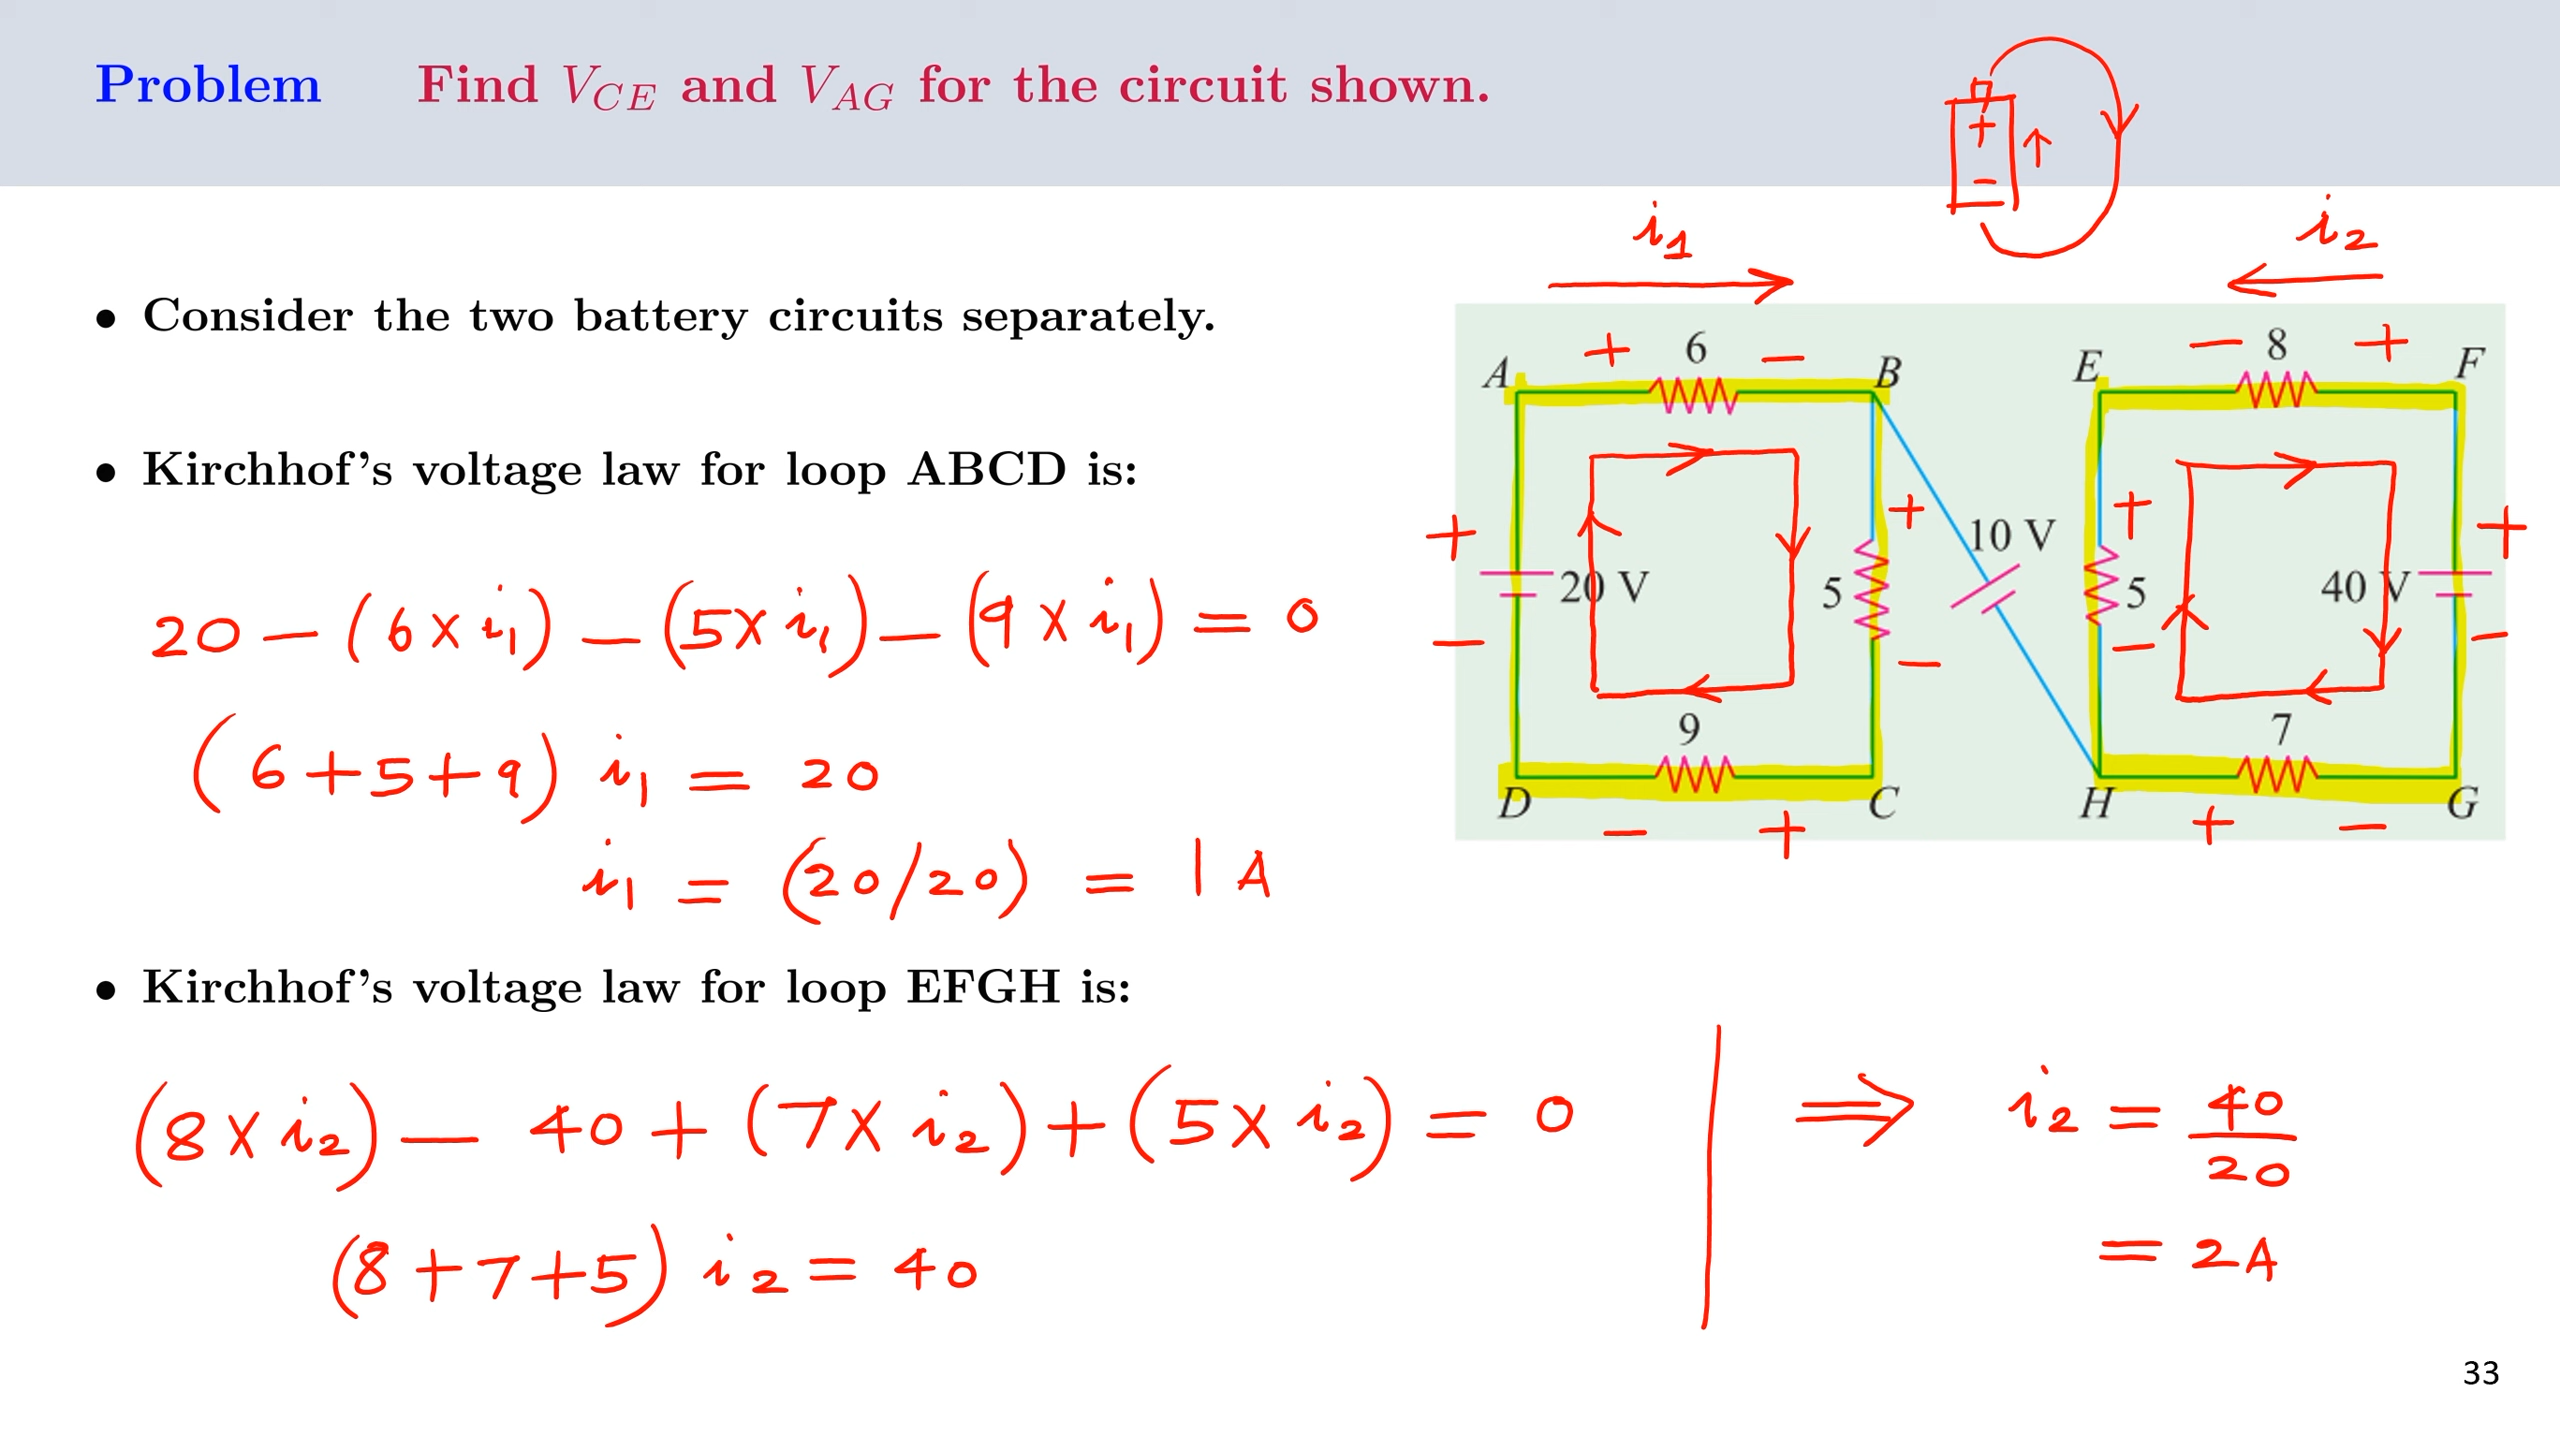 Problem Find V_CE and V_AG for the circuit shown.
+
−
• Consider the two battery circuits separately.
• Kirchhof's voltage law for loop ABCD is:
20 − (6 × i1) − (5 × i1) − (9 × i1) = 0
(6 + 5 + 9) i1 = 20
i1 = (20/20) = 1 A
i1
i2
+ 6 −
− 8 +
A B E F
+ + 10 V + +
20 V 5 5 40 V
− − − −
9 7
D C H G
− + + −
• Kirchhof's voltage law for loop EFGH is:
(8 × i2) − 40 + (7 × i2) + (5 × i2) = 0
(8 + 7 + 5) i2 = 40
⇒ i2 = 40/20
= 2A
33